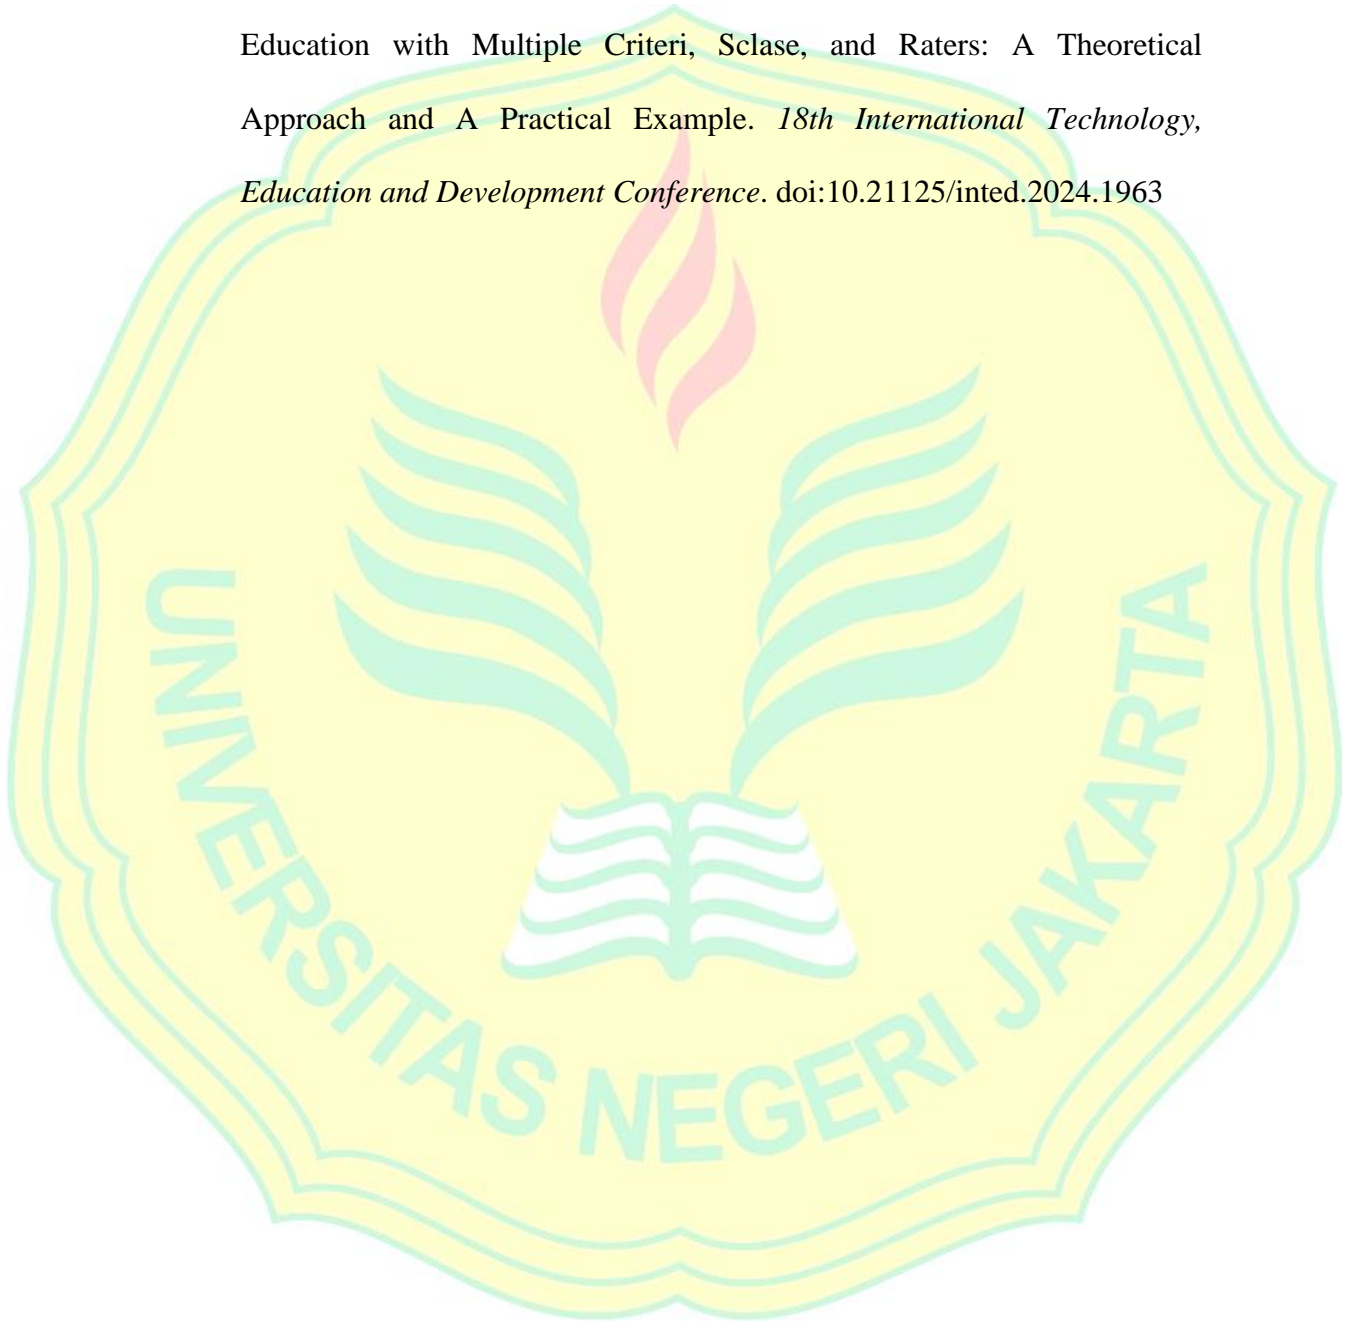 Education with Multiple Criteri, Sclase, and Raters: A Theoretical
Approach and A Practical Example. 18th International Technology,
Education and Development Conference. doi:10.21125/inted.2024.1963
UNIVERSITAS NEGERI JAKARTA